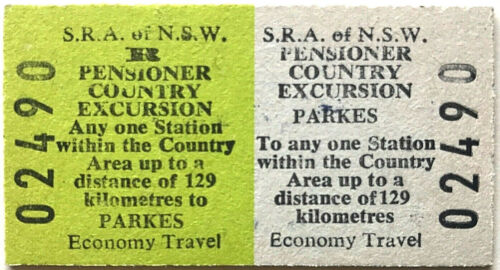 02490
S.R.A. of N.S.W.
R
PENSIONER
COUNTRY
EXCURSION
Any one Station
within the Country
Area up to a
distance of 129
kilometres to
PARKES
Economy Travel
S.R.A. of N.S.W.
PENSIONER
COUNTRY
EXCURSION
PARKES
To any one Station
within the Country
Area up to a
distance of 129
kilometres
Economy Travel
02490